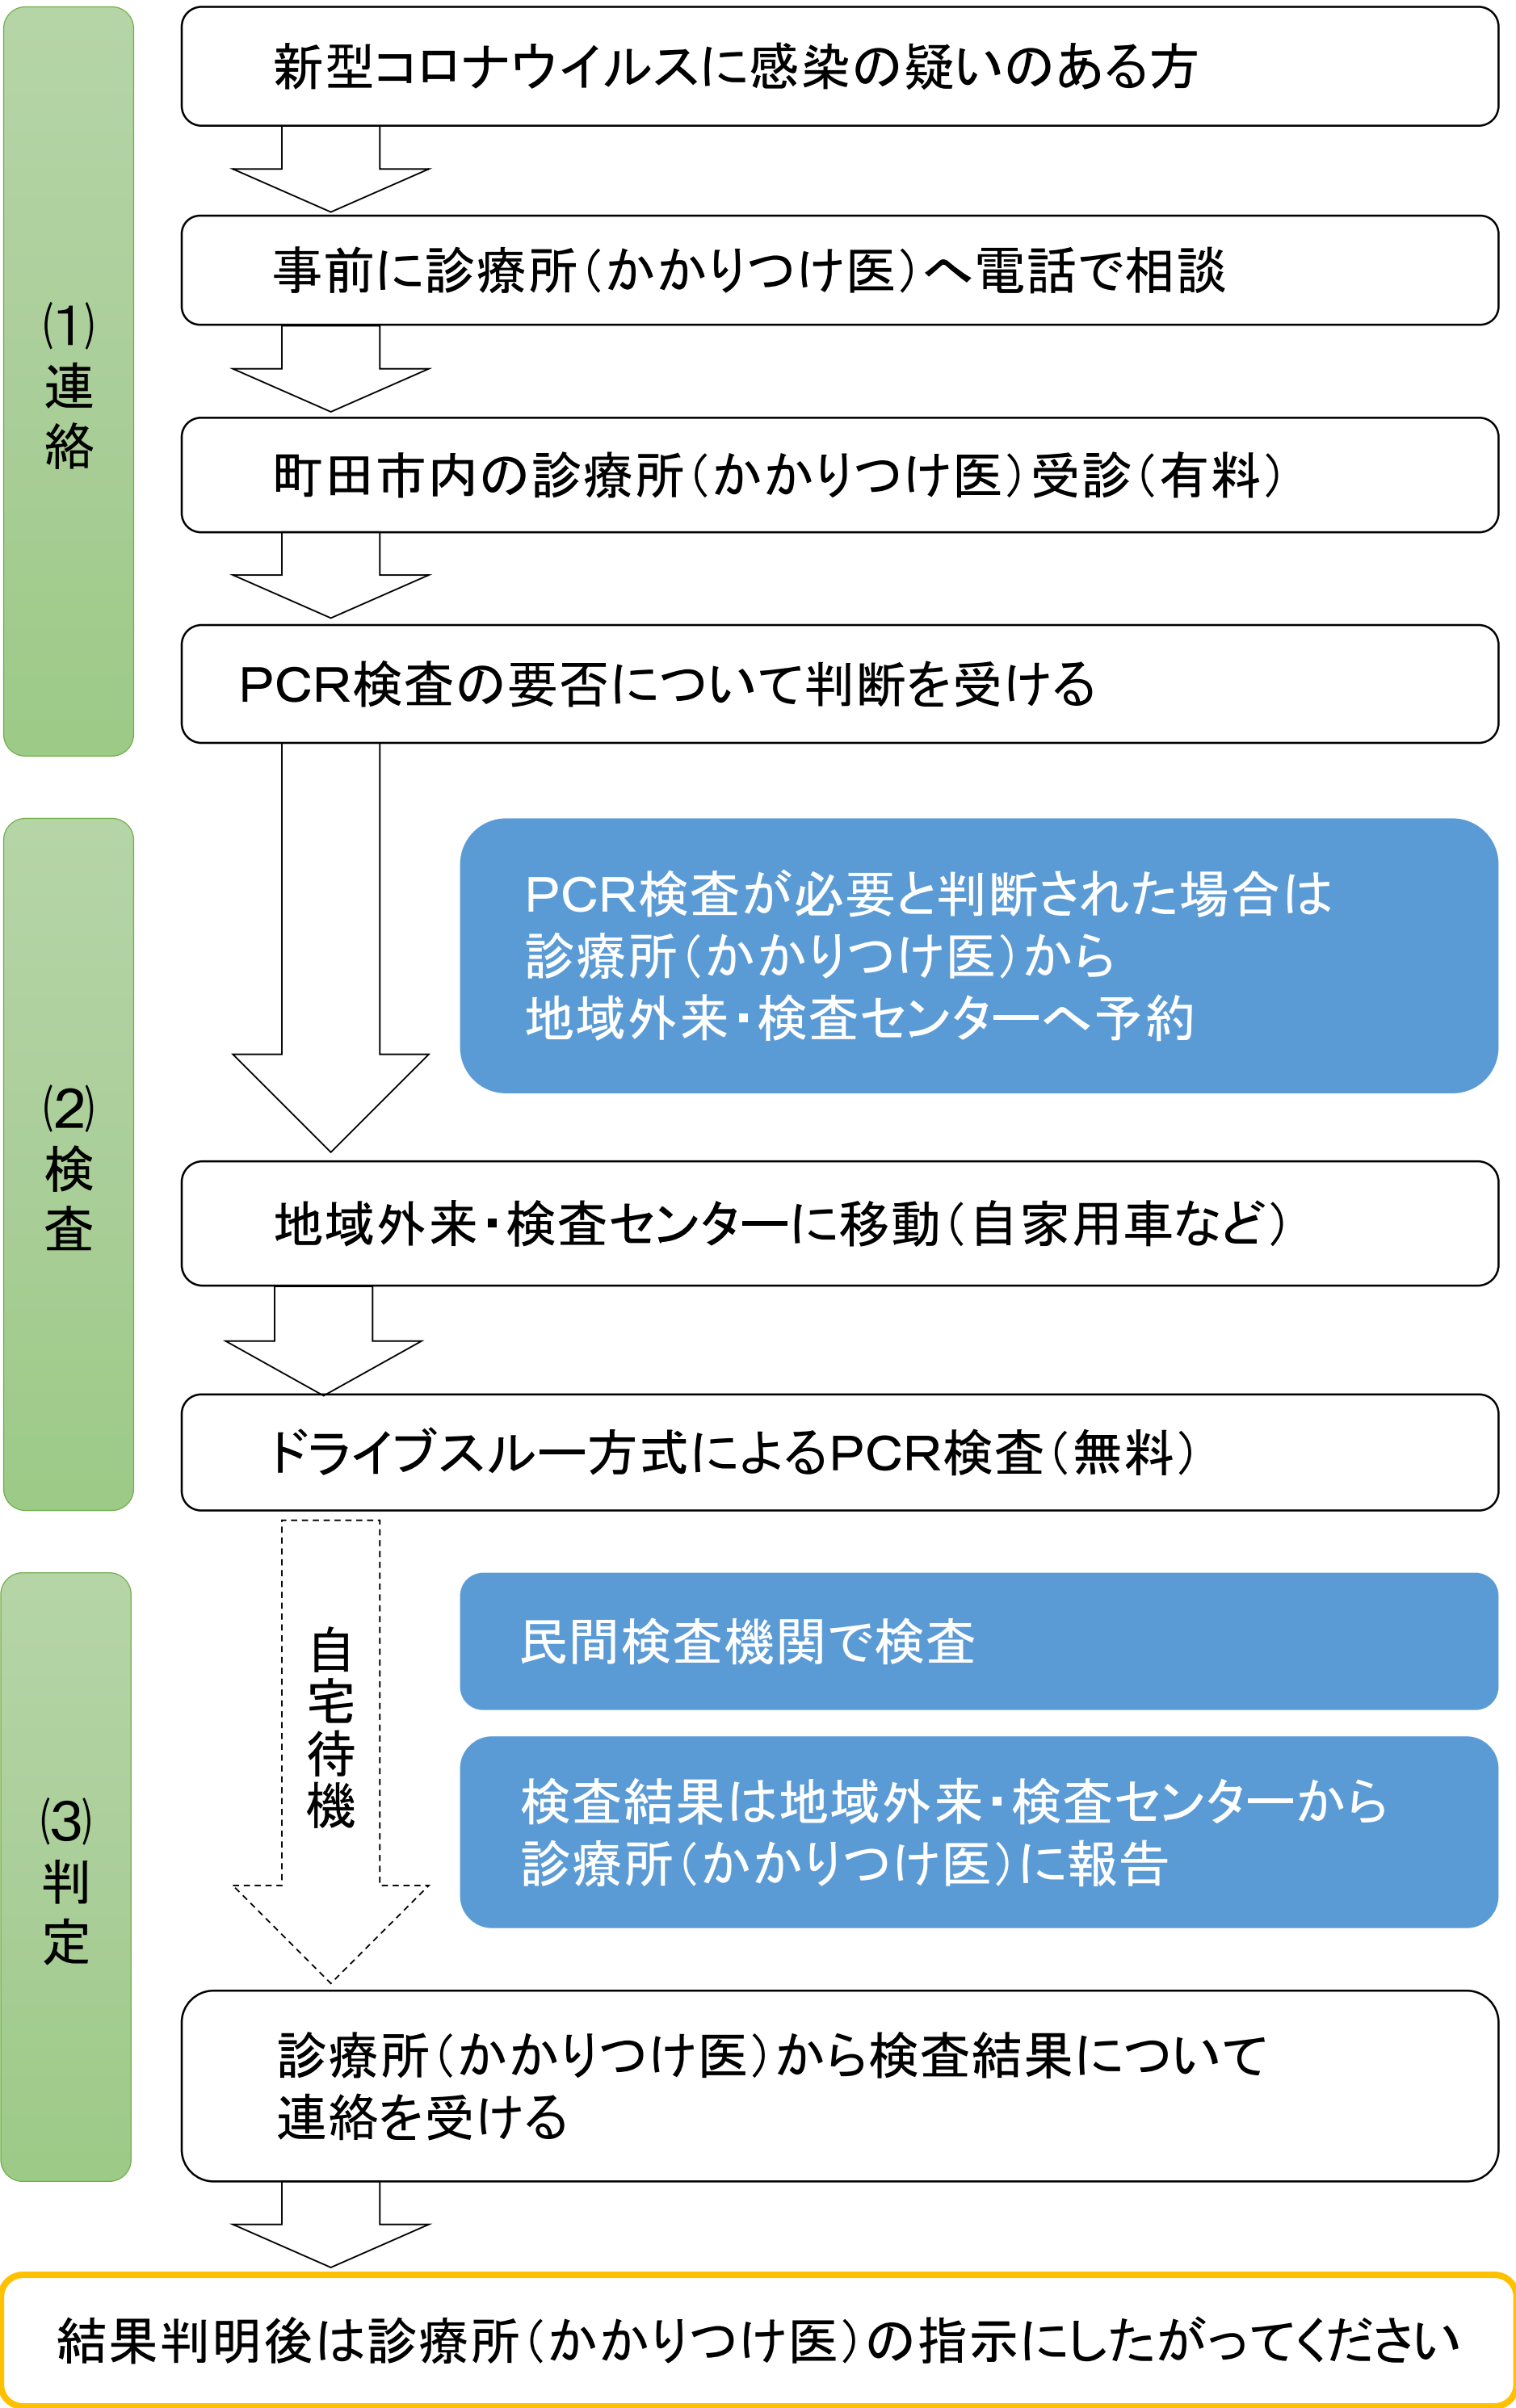 (1)連絡
新型コロナウイルスに感染の疑いのある方
事前に診療所(かかりつけ医)へ電話で相談
町田市内の診療所(かかりつけ医)受診(有料)
PCR検査の要否について判断を受ける
(2)検査
PCR検査が必要と判断された場合は
診療所(かかりつけ医)から
地域外来・検査センターへ予約
地域外来・検査センターに移動(自家用車など)
ドライブスルー方式によるPCR検査(無料)
(3)判定
自宅待機
民間検査機関で検査
検査結果は地域外来・検査センターから
診療所(かかりつけ医)に報告
診療所(かかりつけ医)から検査結果について
連絡を受ける
結果判明後は診療所(かかりつけ医)の指示にしたがってください